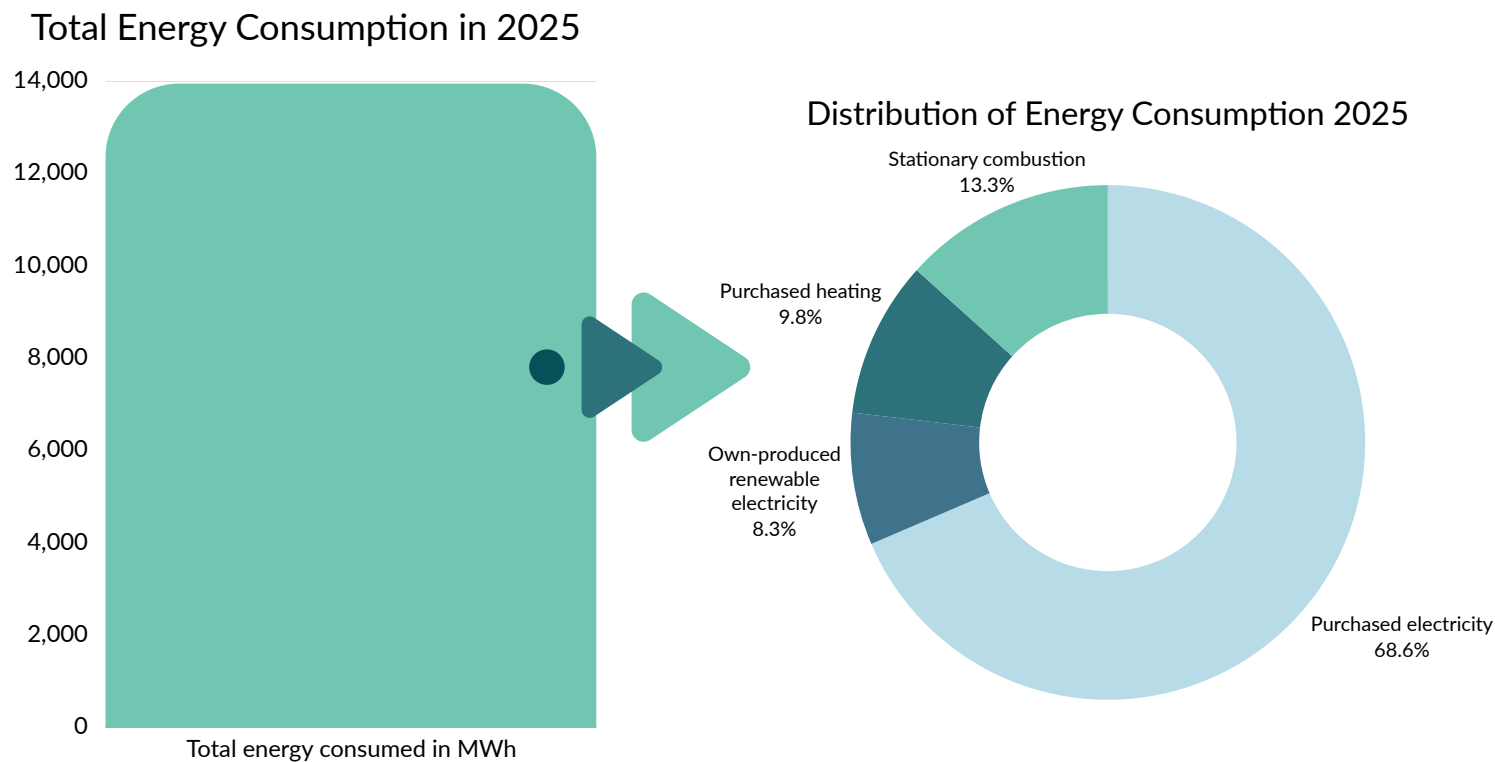 Total Energy Consumption in 2025
14,000
12,000
10,000
8,000
6,000
4,000
2,000
0
Total energy consumed in MWh
Distribution of Energy Consumption 2025
Stationary combustion
13.3%
Purchased heating
9.8%
Own-produced
renewable
electricity
8.3%
Purchased electricity
68.6%